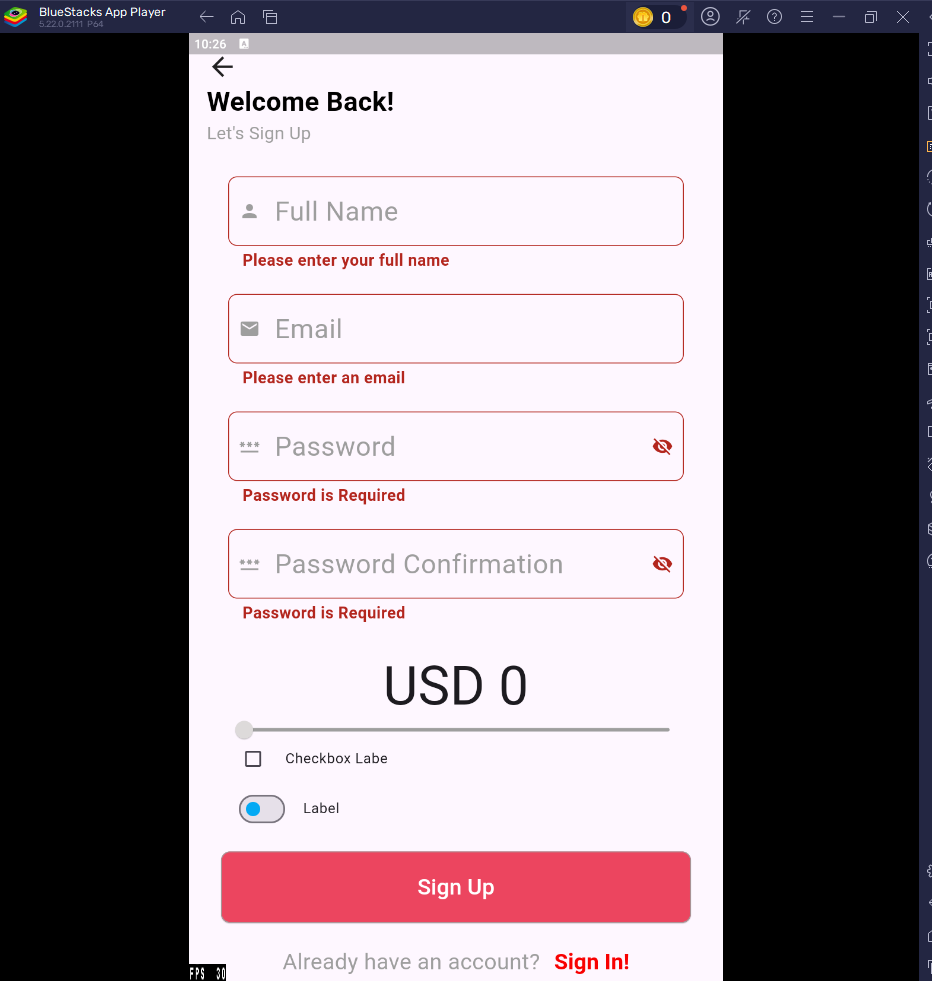 BlueStacks App Player
5.22.0.2111 P64
0
10:26
Welcome Back!
Let's Sign Up
Full Name
Please enter your full name
Email
Please enter an email
Password
Password is Required
Password Confirmation
Password is Required
USD 0
Checkbox Labe
Label
Sign Up
Already have an account? Sign In!
FPS 30